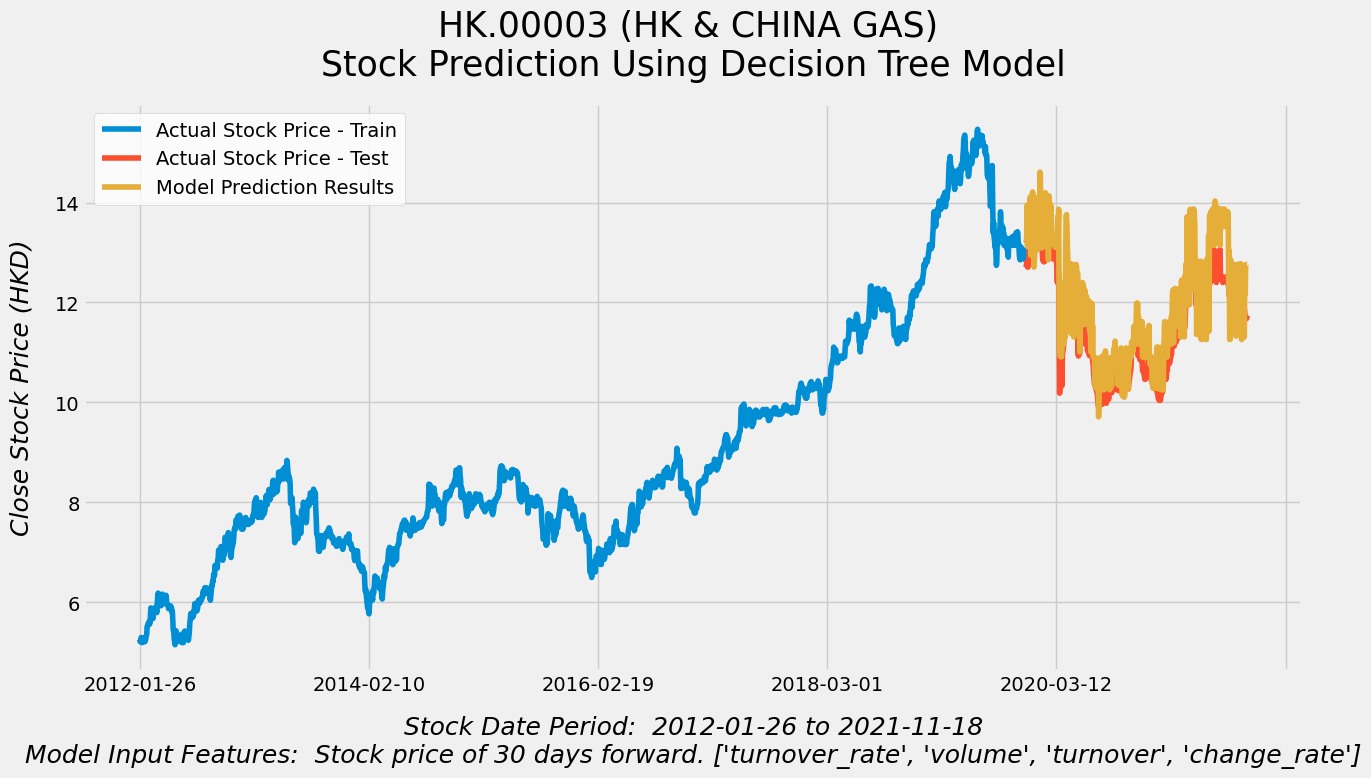 HK.00003 (HK & CHINA GAS)
Stock Prediction Using Decision Tree Model
Actual Stock Price - Train
Actual Stock Price - Test
Model Prediction Results
Close Stock Price (HKD)
14
12
10
8
6
2012-01-26
2014-02-10
2016-02-19
2018-03-01
2020-03-12
Stock Date Period:  2012-01-26 to 2021-11-18
Model Input Features:  Stock price of 30 days forward. ['turnover_rate', 'volume', 'turnover', 'change_rate']